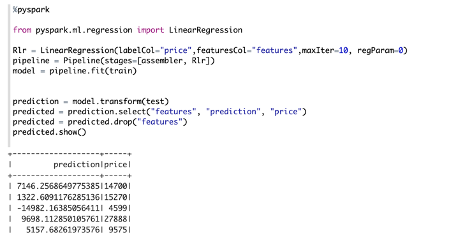 %pyspark
from pyspark.ml.regression import LinearRegression
Rlr = LinearRegression(labelCol="price",featuresCol="features",maxIter=10, regParam=0)
pipeline = Pipeline(stages=[assembler, Rlr])
model = pipeline.fit(train)
prediction = model.transform(test)
predicted = prediction.select("features", "prediction", "price")
predicted = predicted.drop("features")
predicted.show()
+-------------------+-----+
|         prediction|price|
+-------------------+-----+
| 7146.2568649775385|14700|
| 1322.6091176285136|15270|
| -14982.16385056411| 4599|
|  9698.112850105761|27888|
|   5157.68261973576| 9575|